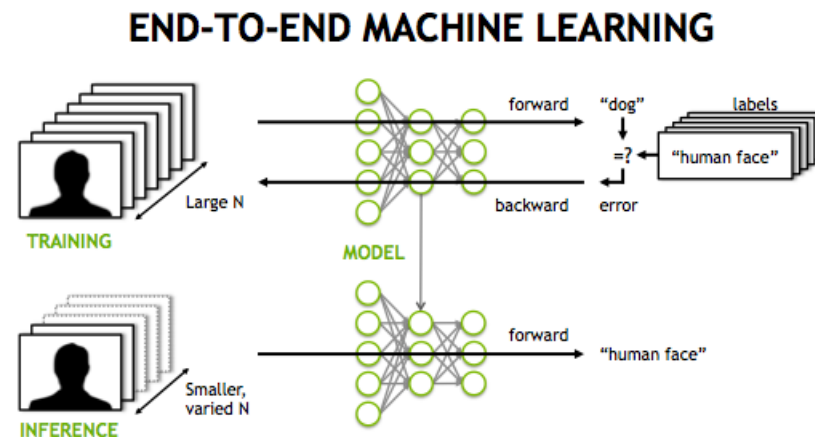 END-TO-END MACHINE LEARNING
forward
"dog"
labels
=?
"human face"
Large N
backward
error
TRAINING
MODEL
forward
"human face"
Smaller,
varied N
INFERENCE